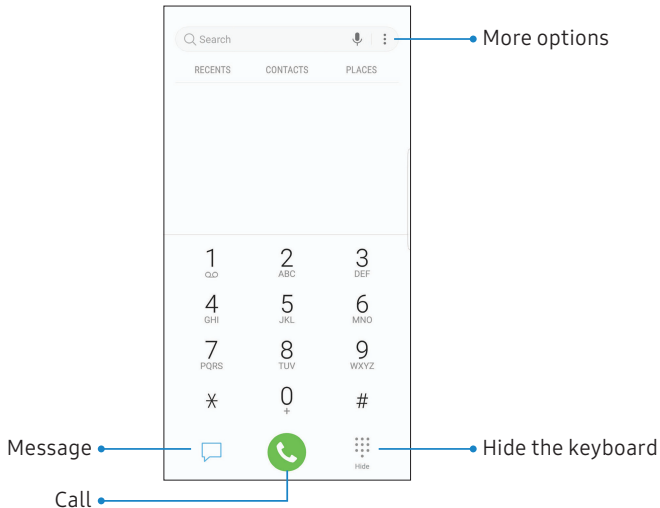 Search
More options
RECENTS CONTACTS PLACES
1 2 3
ABC DEF
4 5 6
GHI JKL MNO
7 8 9
PQRS TUV WXYZ
* 0 #
+
Message
Hide the keyboard
Hide
Call